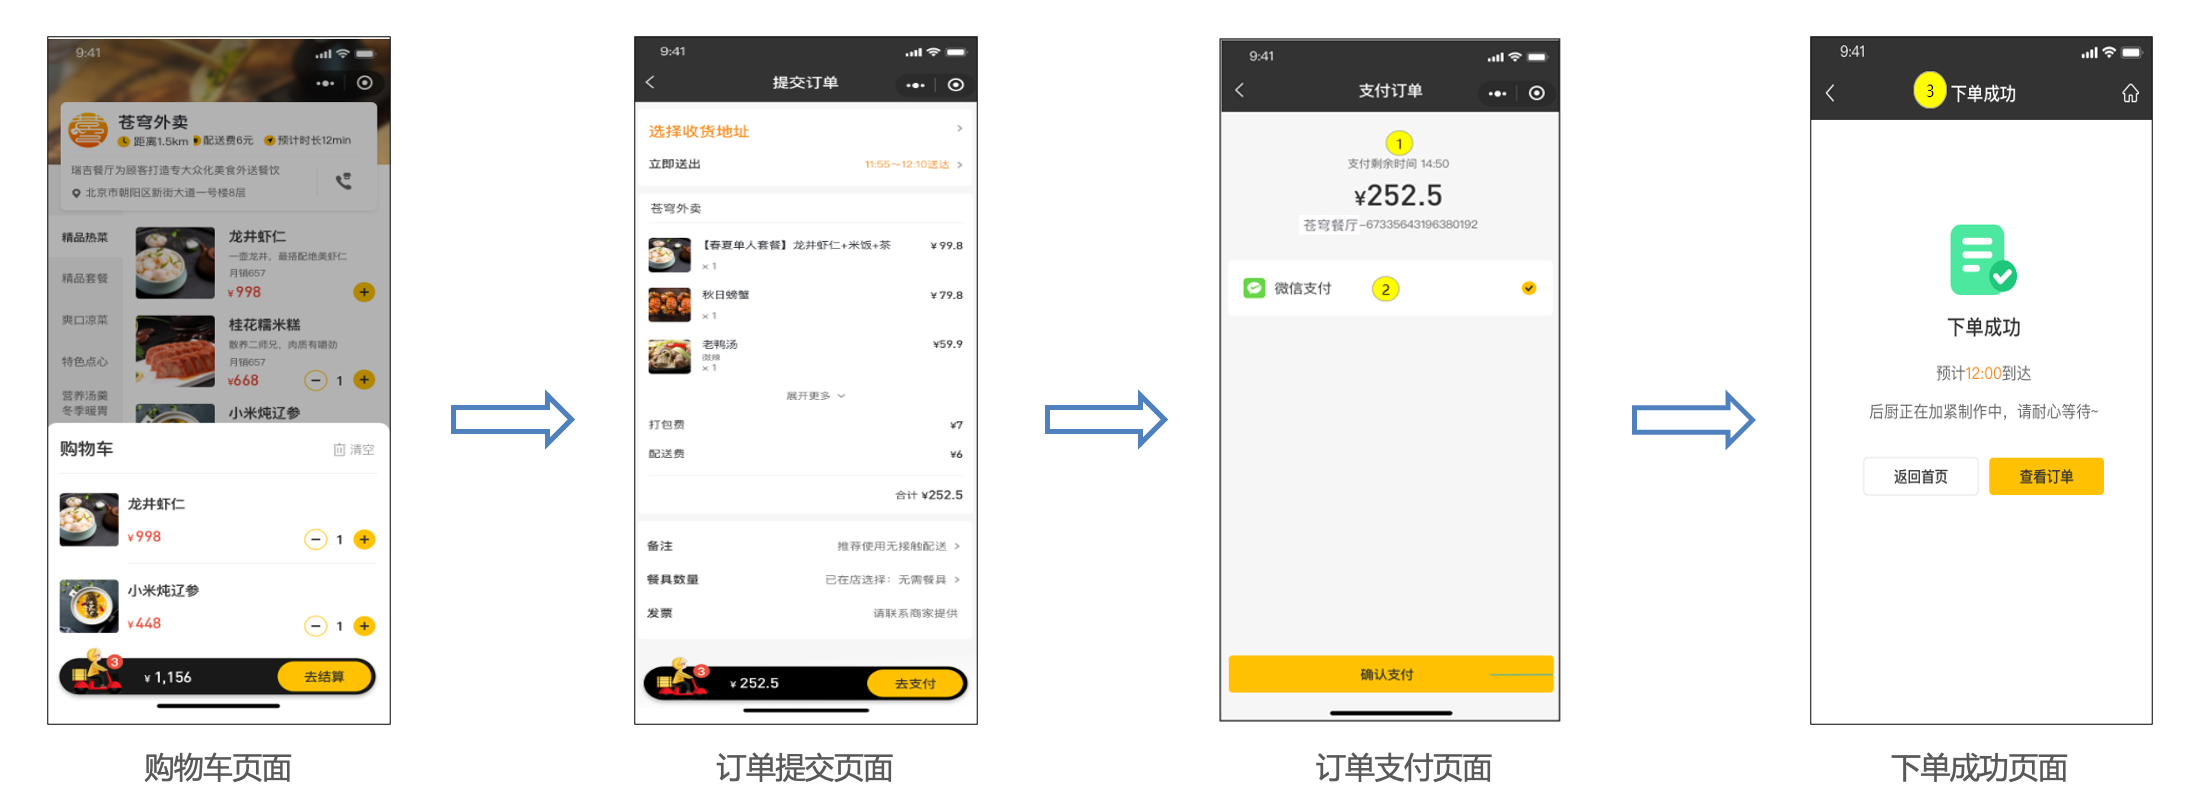 9:41
苍穹外卖
距离1.5km 配送费6元 预计时长12min
瑞吉餐厅为顾客打造专大众化美食外送餐饮
北京市朝阳区新街大道一号楼8层
精品热菜
精品套餐
爽口凉菜
特色点心
营养汤羹
冬季暖胃
龙井虾仁
一壶龙井，最搭配绝美虾仁
月销657
¥998
桂花糯米糕
散养二师兄，肉质有嚼劲
月销657
¥668
1
小米炖辽参
购物车
清空
龙井虾仁
¥998
1
小米炖辽参
¥448
1
3
¥1,156
去结算
购物车页面
9:41
提交订单
选择收货地址
立即送出 11:55～12:10送达
苍穹外卖
【春夏单人套餐】龙井虾仁+米饭+茶 ¥99.8
×1
秋日螃蟹 ¥79.8
×1
老鸭汤 ¥59.9
微辣
×1
展开更多
打包费 ¥7
配送费 ¥6
合计 ¥252.5
备注 推荐使用无接触配送
餐具数量 已在店选择：无需餐具
发票 请联系商家提供
3
¥252.5
去支付
订单提交页面
9:41
支付订单
1
支付剩余时间 14:50
¥252.5
苍穹餐厅-67335643196380192
微信支付 2
确认支付
订单支付页面
9:41
3 下单成功
下单成功
预计12:00到达
后厨正在加紧制作中，请耐心等待~
返回首页
查看订单
下单成功页面